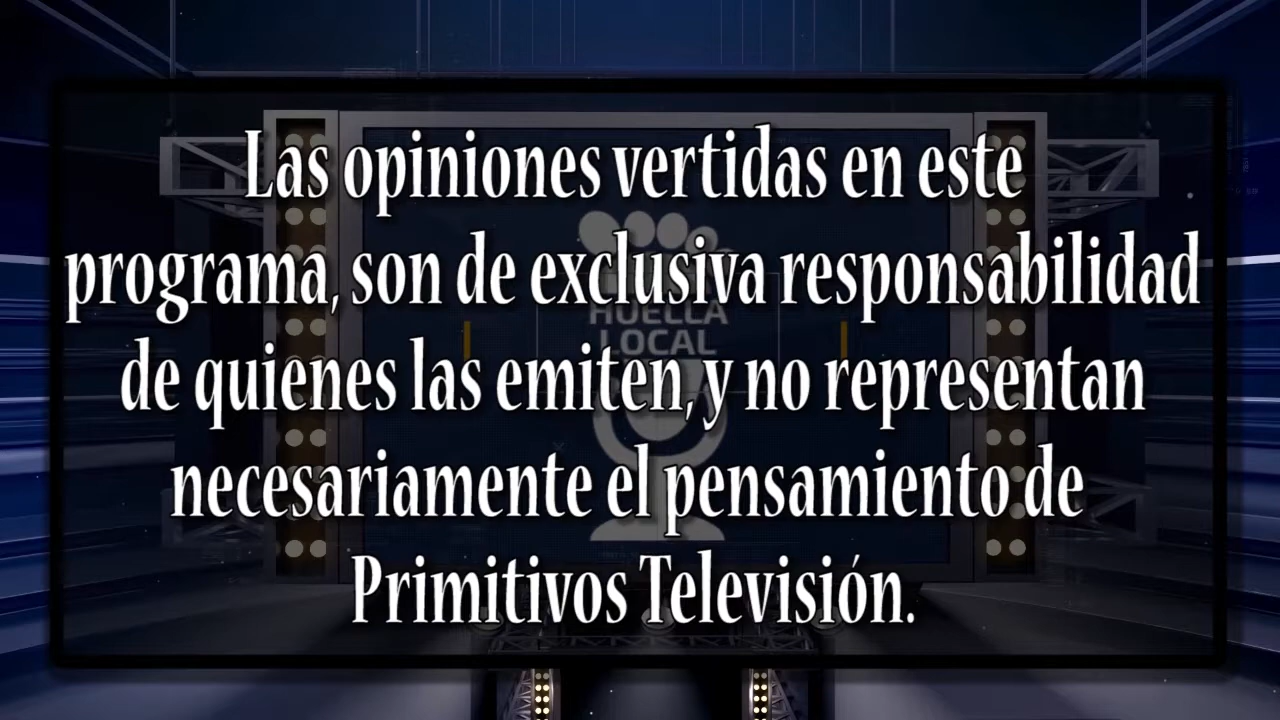 Las opiniones vertidas en este
programa, son de exclusiva responsabilidad
de quienes las emiten, y no representan
necesariamente el pensamiento de
Primitivos Televisión.
HUELLA
LOCAL